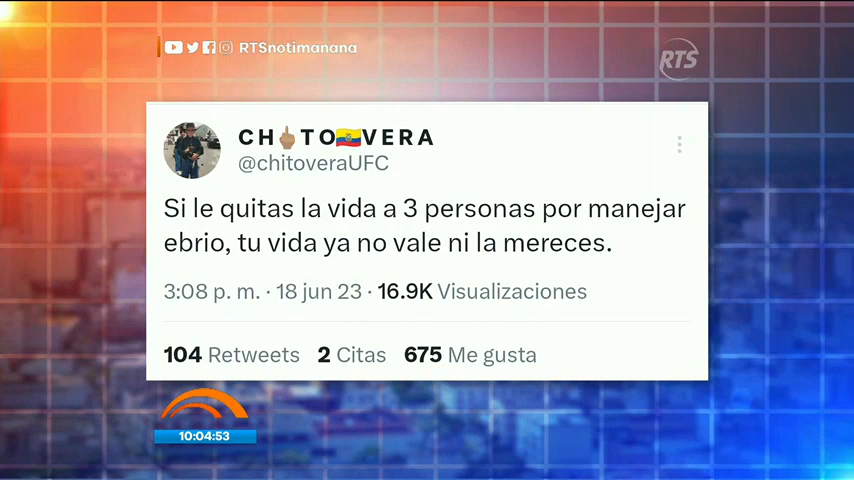 RTSnotimanana
RTS
CH🖕🏼TO🇪🇨VERA
@chitoveraUFC
Si le quitas la vida a 3 personas por manejar
ebrio, tu vida ya no vale ni la mereces.
3:08 p. m. · 18 jun 23 · 16.9K Visualizaciones
104 Retweets 2 Citas 675 Me gusta
10:04:53